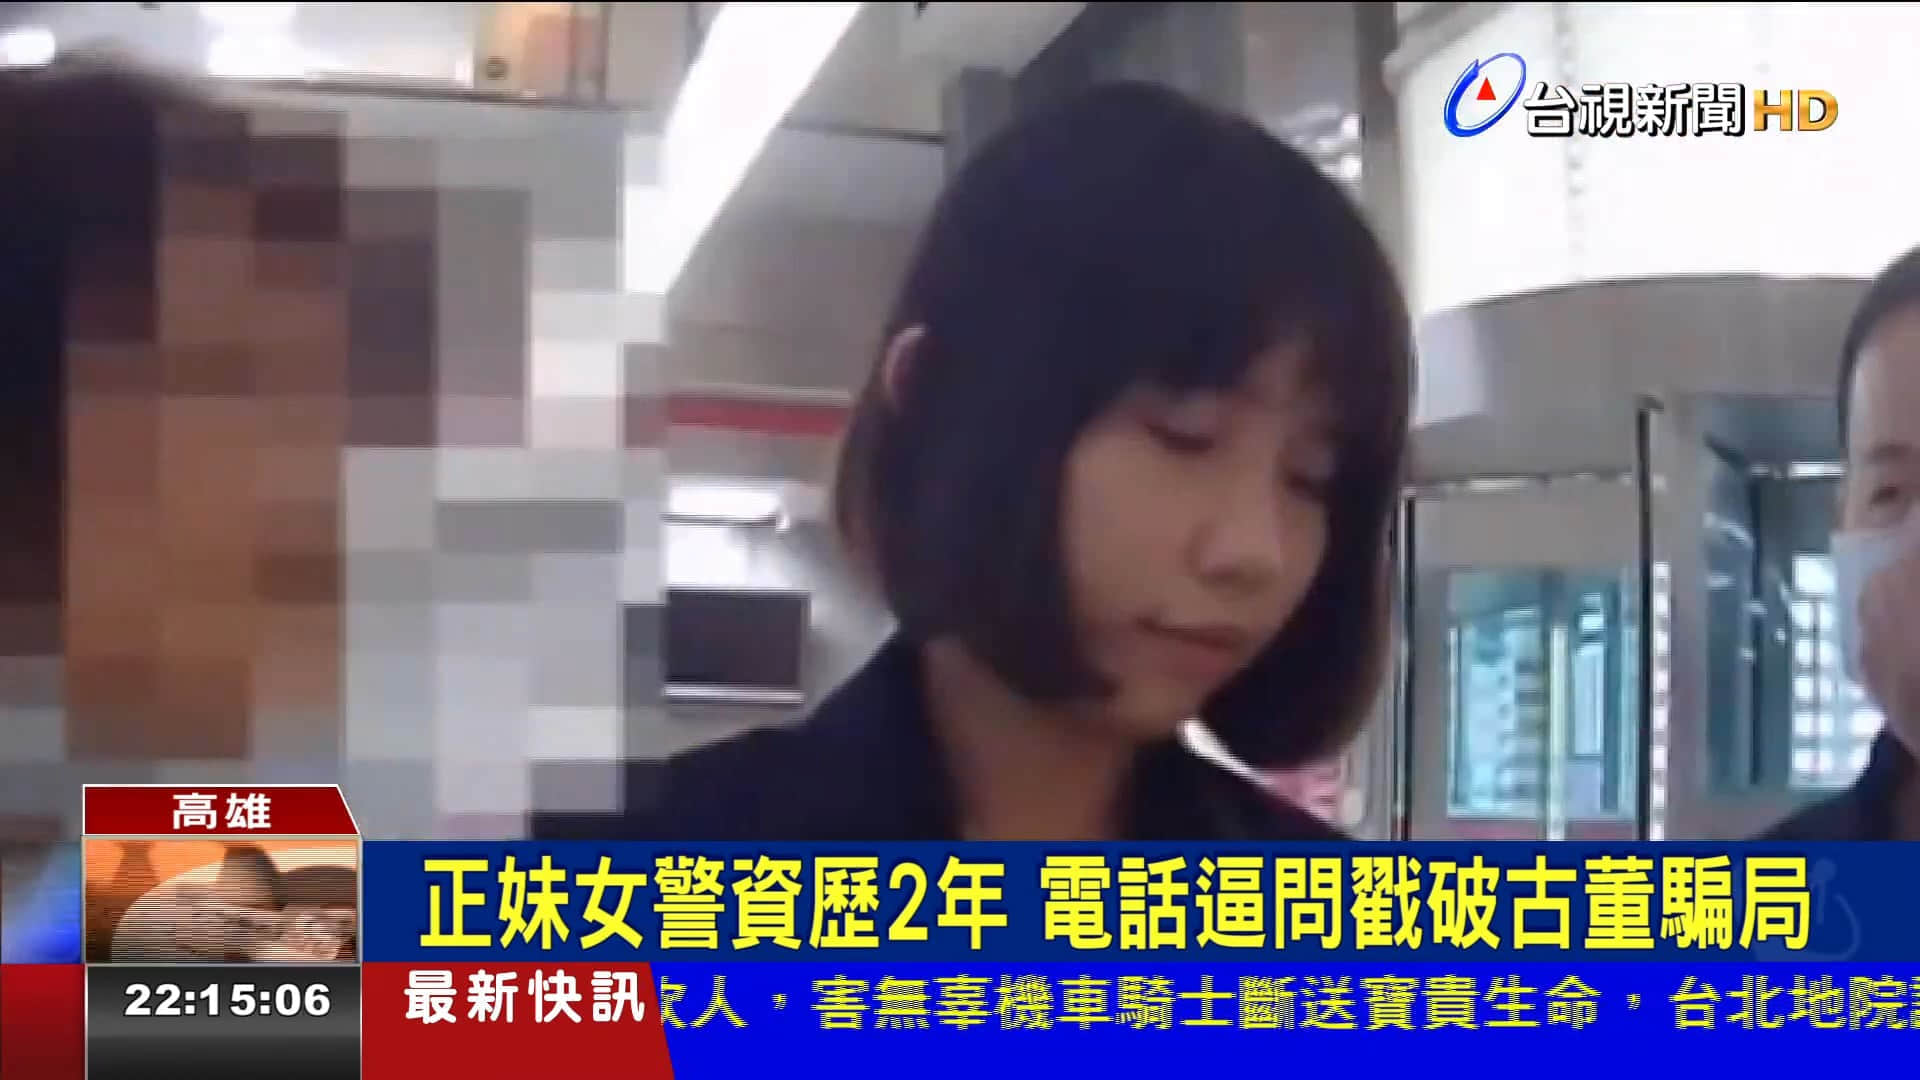 台視新聞HD
高雄
正妹女警資歷2年 電話逼問戳破古董騙局
22:15:06
最新快訊
人，害無辜機車騎士斷送寶貴生命，台北地院